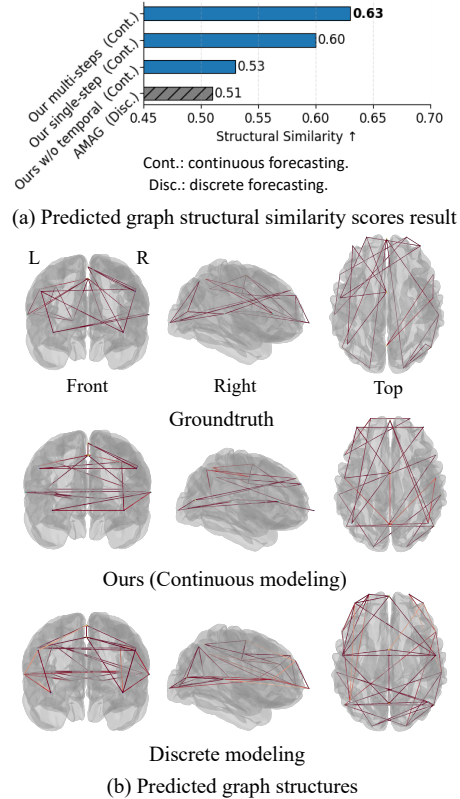 Our multi-steps (Cont.)
0.63
Our single-step (Cont.)
0.60
Ours w/o temporal (Cont.)
0.53
AMAG (Disc.)
0.51
0.45 0.50 0.55 0.60 0.65 0.70
Structural Similarity ↑
Cont.: continuous forecasting.
Disc.: discrete forecasting.
(a) Predicted graph structural similarity scores result
L R
Front Right Top
Groundtruth
Ours (Continuous modeling)
Discrete modeling
(b) Predicted graph structures